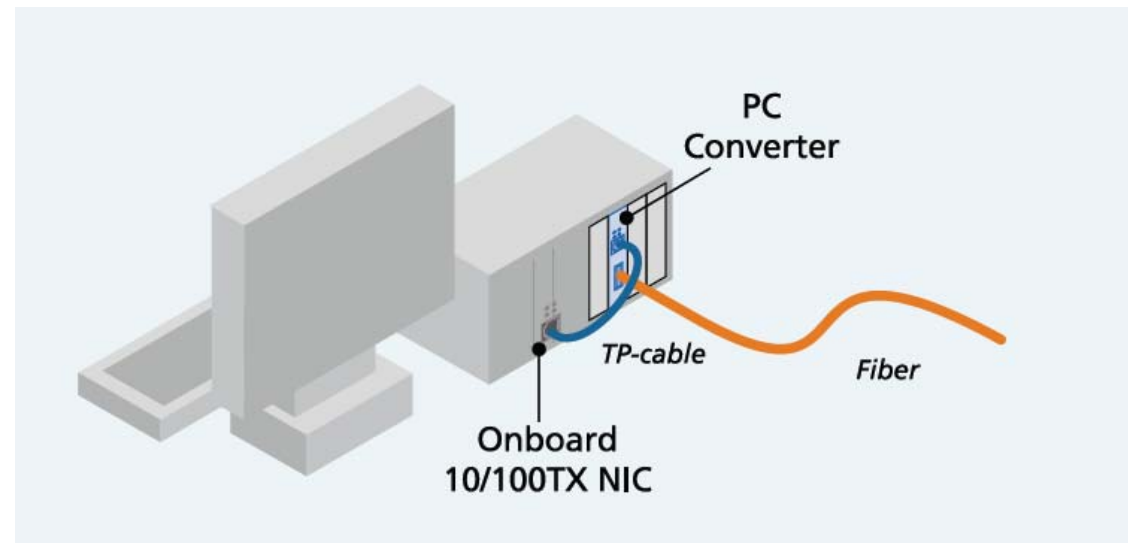 PC
Converter
TP-cable
Fiber
Onboard
10/100TX NIC